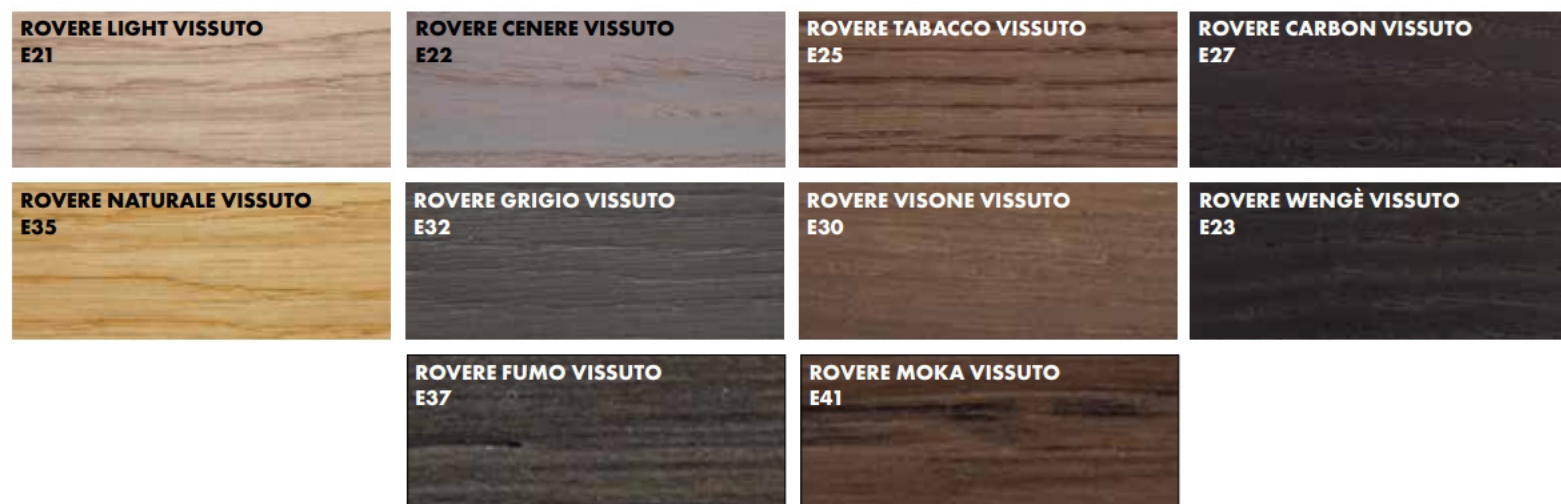 ROVERE LIGHT VISSUTO
E21
ROVERE CENERE VISSUTO
E22
ROVERE TABACCO VISSUTO
E25
ROVERE CARBON VISSUTO
E27
ROVERE NATURALE VISSUTO
E35
ROVERE GRIGIO VISSUTO
E32
ROVERE VISONE VISSUTO
E30
ROVERE WENGÈ VISSUTO
E23
ROVERE FUMO VISSUTO
E37
ROVERE MOKA VISSUTO
E41